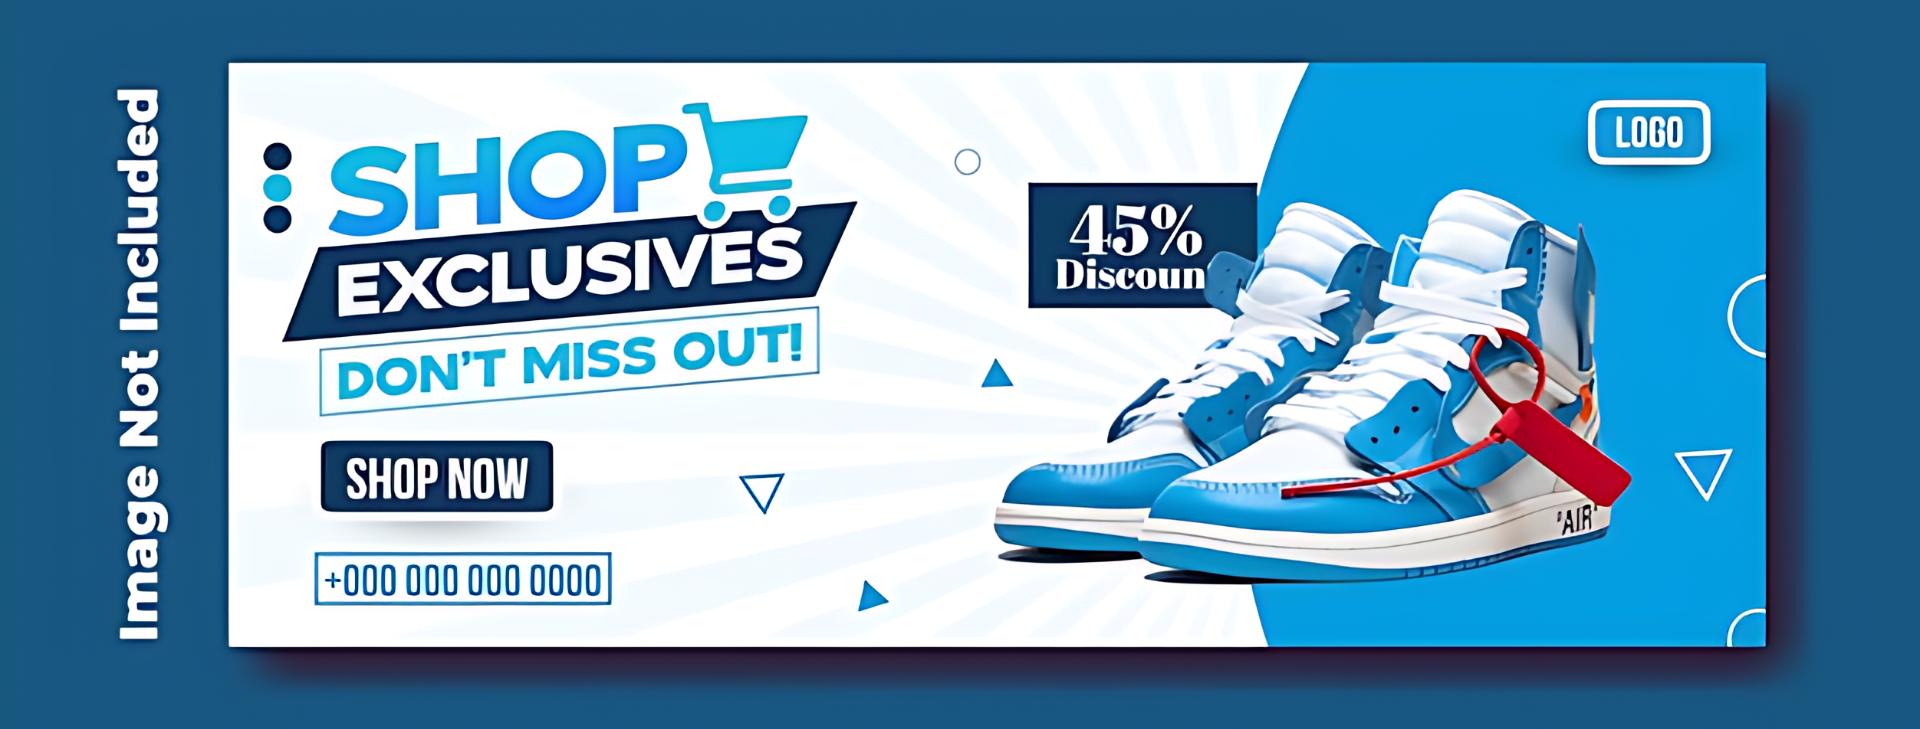 Image Not Included
SHOP
EXCLUSIVES
DON'T MISS OUT!
SHOP NOW
+000 000 000 0000
45%
Discoun
LOGO
"AIR"